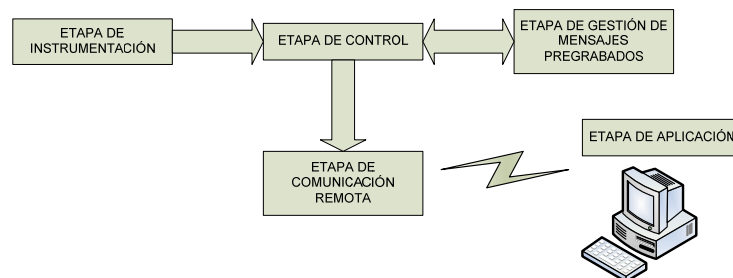 ETAPA DE
INSTRUMENTACIÓN
ETAPA DE CONTROL
ETAPA DE GESTIÓN DE
MENSAJES
PREGRABADOS
ETAPA DE
COMUNICACIÓN
REMOTA
ETAPA DE APLICACIÓN